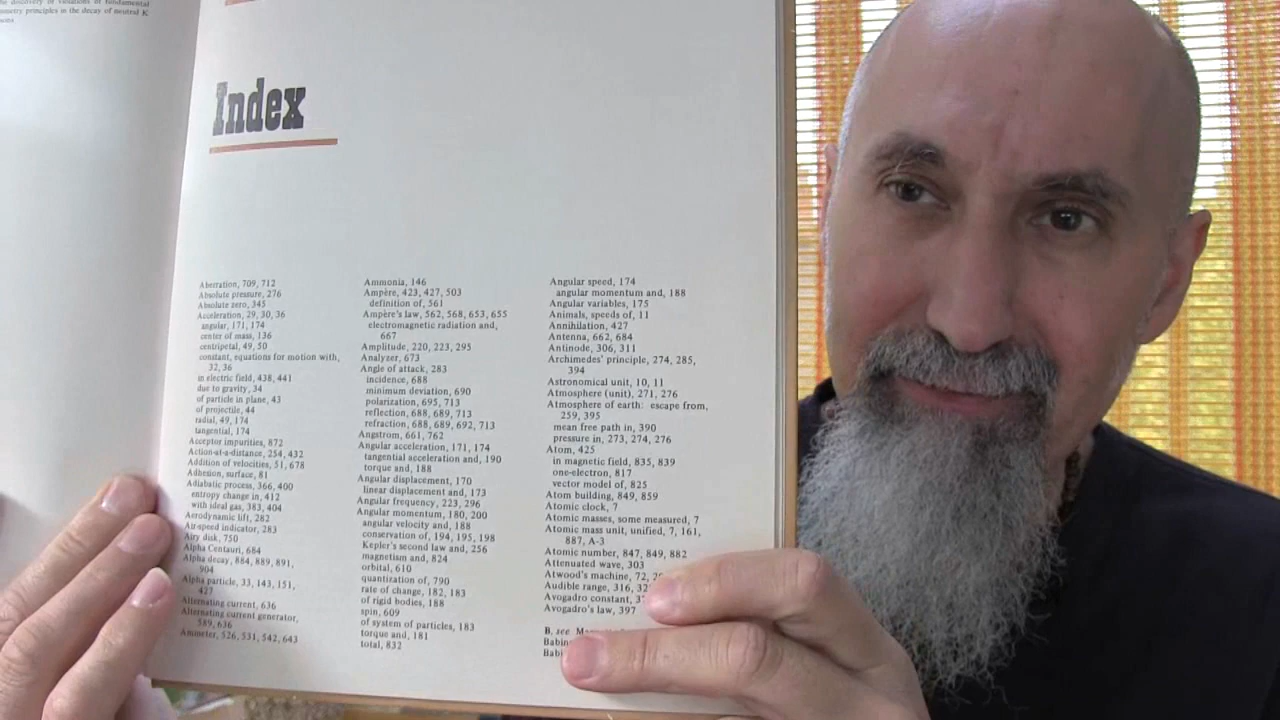 the discovery of violations of fundamental
symmetry principles in the decay of neutral K
Index
Aberration, 709, 712
Absolute pressure, 276
Absolute zero, 345
Acceleration, 29, 30, 36
angular, 171, 174
center of mass, 136
centripetal, 49, 50
constant, equations for motion with,
32, 36
in electric field, 438, 441
due to gravity, 34
of particle in plane, 43
of projectile, 44
radial, 49, 174
tangential, 174
Acceptor impurities, 872
Action-at-a-distance, 254, 432
Addition of velocities, 51, 678
Adhesion, surface, 81
Adiabatic process, 366, 400
entropy change in, 412
with ideal gas, 383, 404
Aerodynamic lift, 282
Air-speed indicator, 283
Airy disk, 750
Alpha Centauri, 684
Alpha decay, 884, 889, 891,
904
Alpha particle, 33, 143, 151,
427
Alternating current, 636
Alternating current generator,
589, 636
Ammeter, 526, 531, 542, 643
Ammonia, 146
Ampère, 423, 427, 503
definition of, 561
Ampère's law, 562, 568, 653, 655
electromagnetic radiation and,
667
Amplitude, 220, 223, 295
Analyzer, 673
Angle of attack, 283
incidence, 688
minimum deviation, 690
polarization, 695, 713
reflection, 688, 689, 713
refraction, 688, 689, 692, 713
Angstrom, 661, 762
Angular acceleration, 171, 174
tangential acceleration and, 190
torque and, 188
Angular displacement, 170
linear displacement and, 173
Angular frequency, 223, 296
Angular momentum, 180, 200
angular velocity and, 188
conservation of, 194, 195, 198
Kepler's second law and, 256
magnetism and, 824
orbital, 610
quantization of, 790
rate of change, 182, 183
of rigid bodies, 188
spin, 609
of system of particles, 183
torque and, 181
total, 832
Angular speed, 174
angular momentum and, 188
Angular variables, 175
Animals, speeds of, 11
Annihilation, 427
Antenna, 662, 684
Antinode, 306, 311
Archimedes' principle, 274, 285,
394
Astronomical unit, 10, 11
Atmosphere (unit), 271, 276
Atmosphere of earth: escape from,
259, 395
mean free path in, 390
pressure in, 273, 274, 276
Atom, 425
in magnetic field, 835, 839
one-electron, 817
vector model of, 825
Atom building, 849, 859
Atomic clock, 7
Atomic masses, some measured, 7
Atomic mass unit, unified, 7, 161,
887, A-3
Atomic number, 847, 849, 882
Attenuated wave, 303
Atwood's machine, 72,
Audible range, 316,
Avogadro constant,
Avogadro's law, 397
B, see